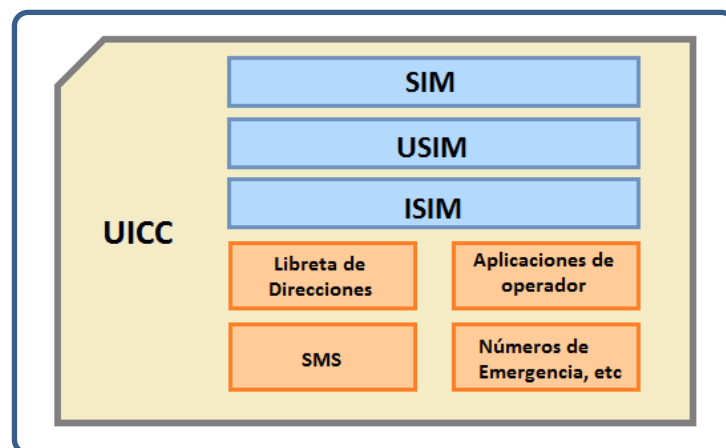 SIM
USIM
ISIM
UICC
Libreta de
Direcciones
Aplicaciones de
operador
SMS
Números de
Emergencia, etc